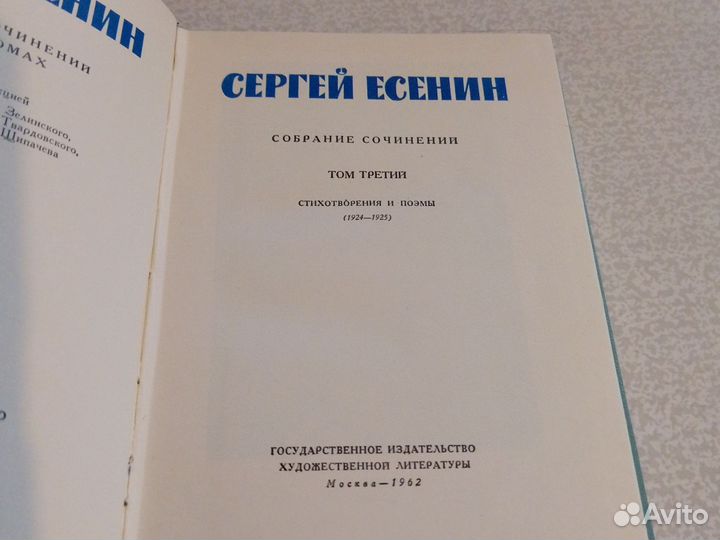 ЕНИН
ЧИНЕНИЙ
ОМАХ
кцией
Зелинского,
Твардовского,
Щипачева
СЕРГЕЙ ЕСЕНИН
СОБРАНИЕ СОЧИНЕНИЙ
ТОМ ТРЕТИЙ
СТИХОТВОРЕНИЯ И ПОЭМЫ
(1924—1925)
ГОСУДАРСТВЕННОЕ ИЗДАТЕЛЬСТВО
ХУДОЖЕСТВЕННОЙ ЛИТЕРАТУРЫ
Москва—1962
Avito